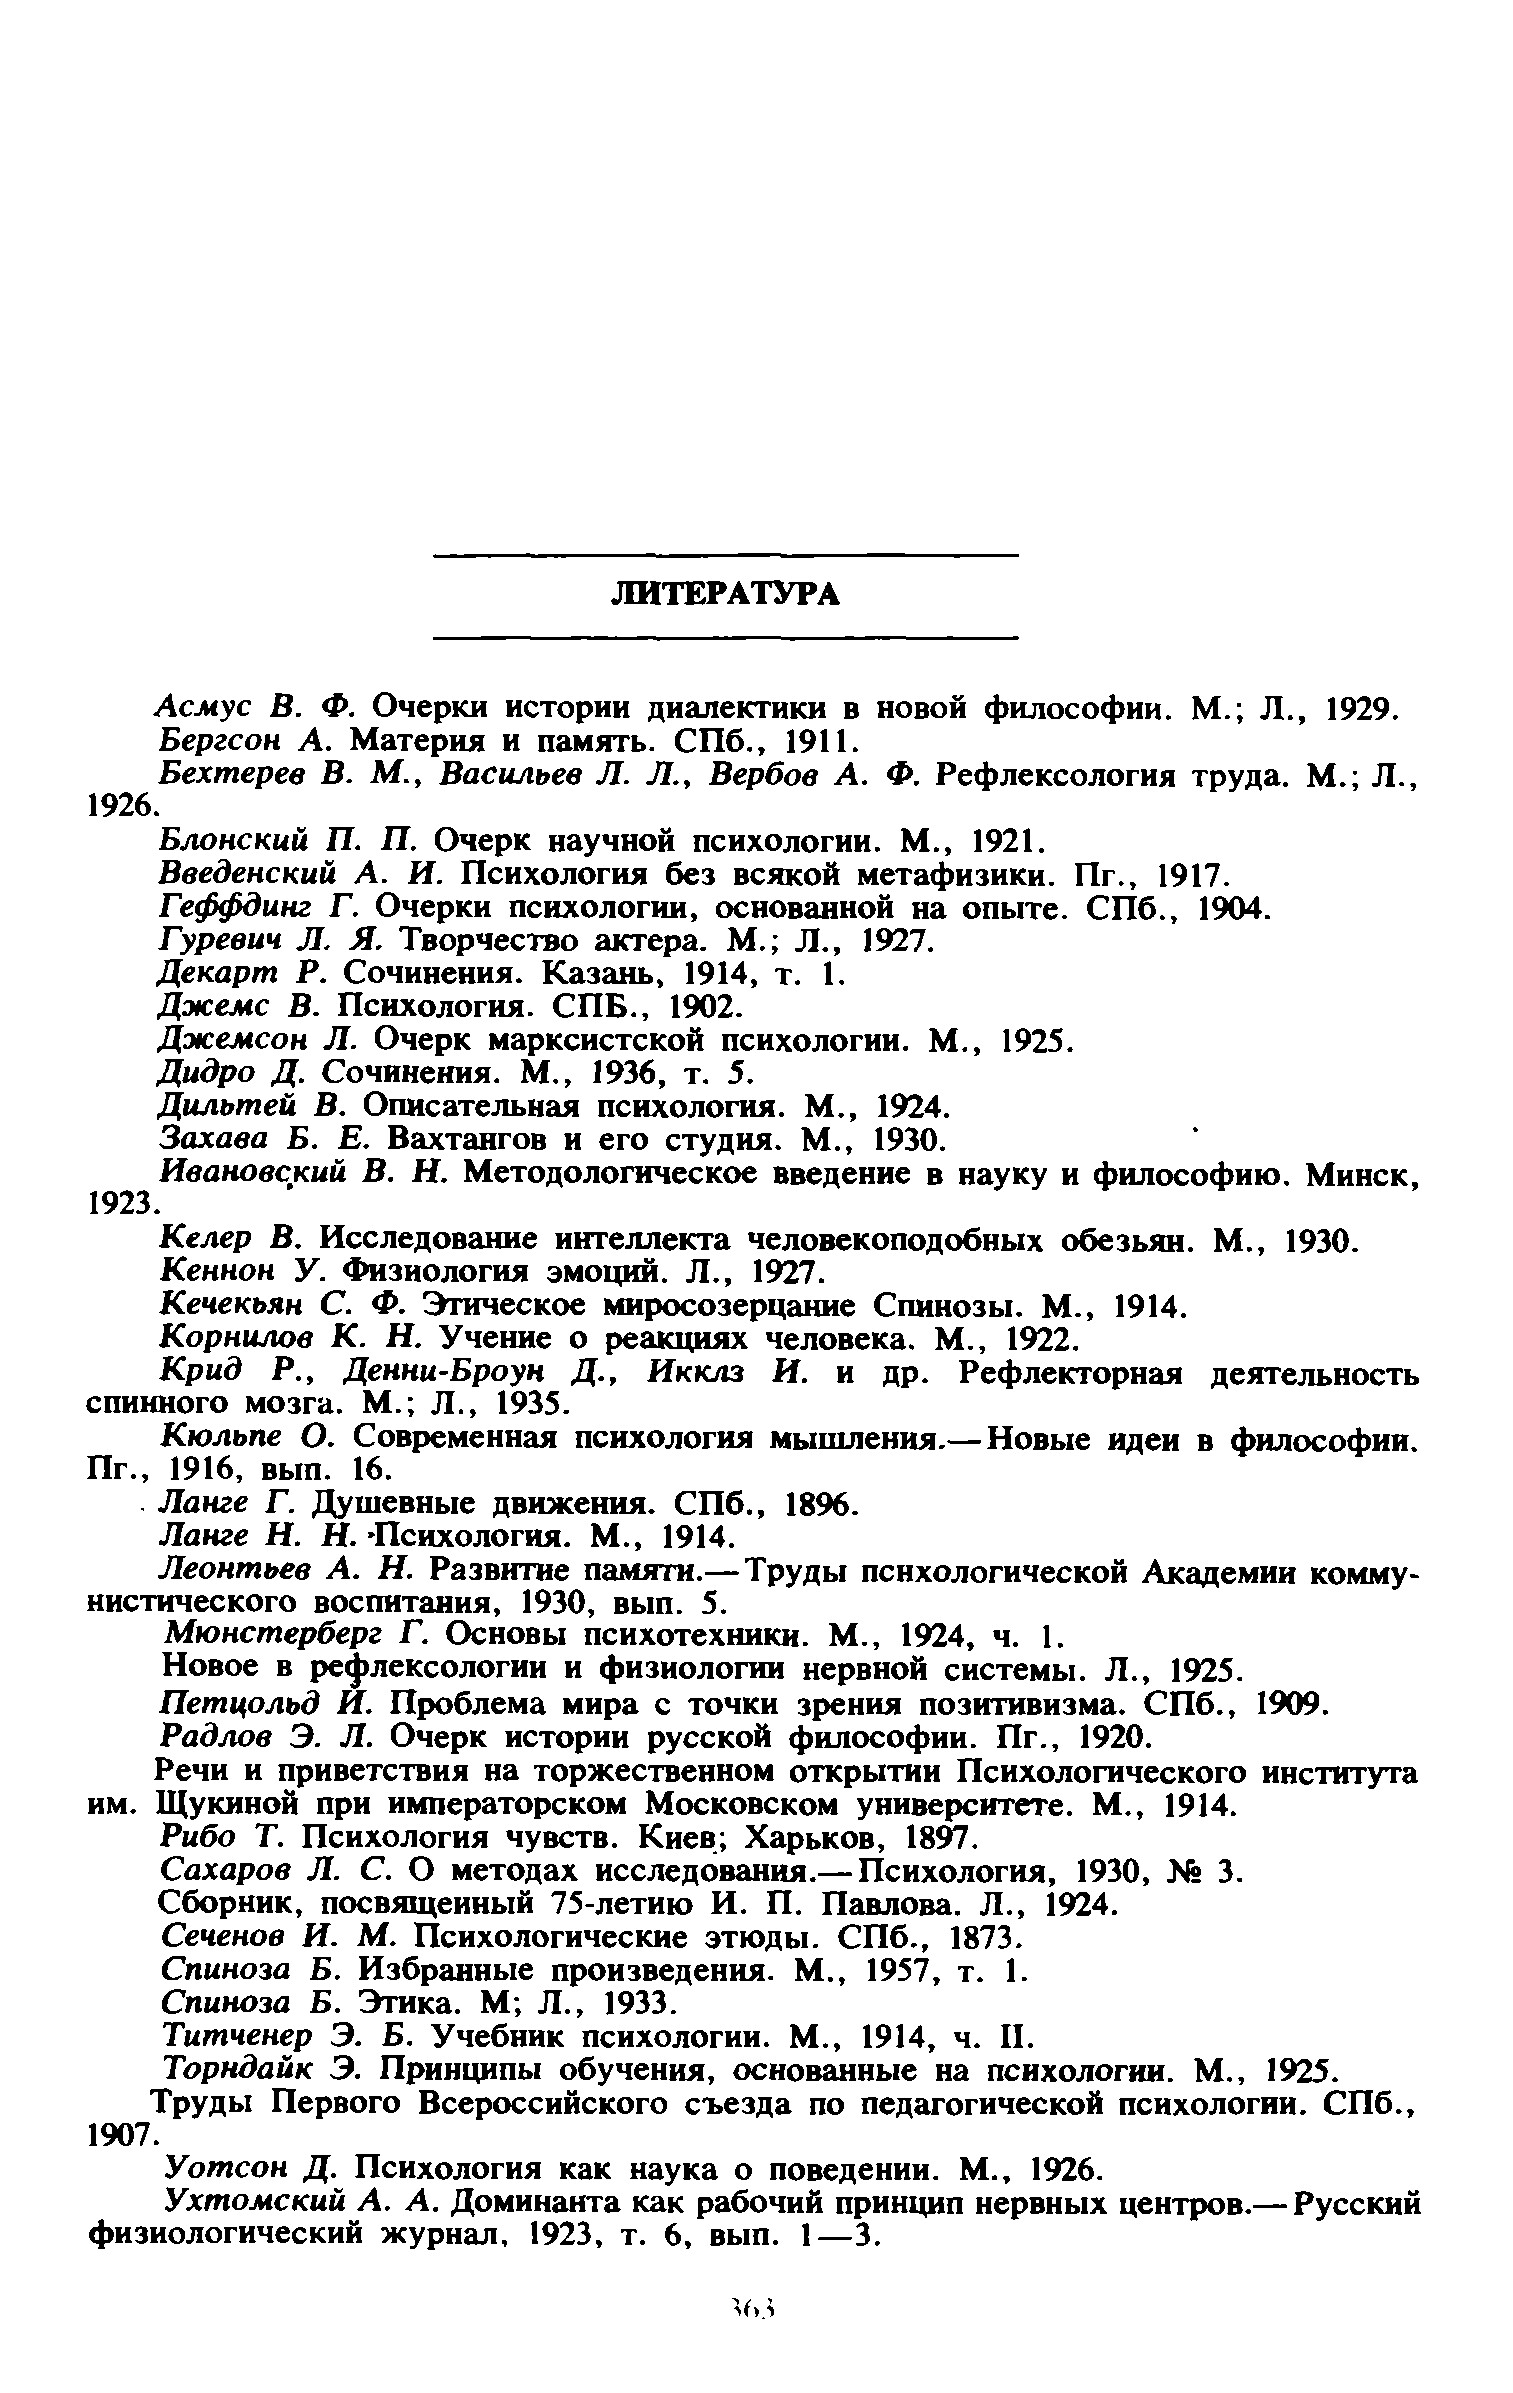 ЛИТЕРАТУРА
Асмус В. Ф. Очерки истории диалектики в новой философии. М.; Л., 1929.
Бергсон А. Материя и память. СПб., 1911.
Бехтерев В. М., Васильев Л. Л., Вербов А. Ф. Рефлексология труда. М.; Л.,
1926.
Блонский П. П. Очерк научной психологии. М., 1921.
Введенский А. И. Психология без всякой метафизики. Пг., 1917.
Геффдинг Г. Очерки психологии, основанной на опыте. СПб., 1904.
Гуревич Л. Я. Творчество актера. М.; Л., 1927.
Декарт Р. Сочинения. Казань, 1914, т. 1.
Джемс В. Психология. СПБ., 1902.
Джемсон Л. Очерк марксистской психологии. М., 1925.
Дидро Д. Сочинения. М., 1936, т. 5.
Дильтей В. Описательная психология. М., 1924.
Захава Б. Е. Вахтангов и его студия. М., 1930.
Ивановский В. Н. Методологическое введение в науку и философию. Минск,
1923.
Келер В. Исследование интеллекта человекоподобных обезьян. М., 1930.
Кеннон У. Физиология эмоций. Л., 1927.
Кечекьян С. Ф. Этическое миросозерцание Спинозы. М., 1914.
Корнилов К. Н. Учение о реакциях человека. М., 1922.
Крид Р., Денни-Броун Д., Икклз И. и др. Рефлекторная деятельность
спинного мозга. М.; Л., 1935.
Кюльпе О. Современная психология мышления.—Новые идеи в философии.
Пг., 1916, вып. 16.
Ланге Г. Душевные движения. СПб., 1896.
Ланге Н. Н. Психология. М., 1914.
Леонтьев А. Н. Развитие памяти.—Труды психологической Академии комму-
нистического воспитания, 1930, вып. 5.
Мюнстерберг Г. Основы психотехники. М., 1924, ч. 1.
Новое в рефлексологии и физиологии нервной системы. Л., 1925.
Петцольд И. Проблема мира с точки зрения позитивизма. СПб., 1909.
Радлов Э. Л. Очерк истории русской философии. Пг., 1920.
Речи и приветствия на торжественном открытии Психологического института
им. Щукиной при императорском Московском университете. М., 1914.
Рибо Т. Психология чувств. Киев; Харьков, 1897.
Сахаров Л. С. О методах исследования.—Психология, 1930, № 3.
Сборник, посвященный 75-летию И. П. Павлова. Л., 1924.
Сеченов И. М. Психологические этюды. СПб., 1873.
Спиноза Б. Избранные произведения. М., 1957, т. 1.
Спиноза Б. Этика. М; Л., 1933.
Титченер Э. Б. Учебник психологии. М., 1914, ч. II.
Торндайк Э. Принципы обучения, основанные на психологии. М., 1925.
Труды Первого Всероссийского съезда по педагогической психологии. СПб.,
1907.
Уотсон Д. Психология как наука о поведении. М., 1926.
Ухтомский А. А. Доминанта как рабочий принцип нервных центров.—Русский
физиологический журнал, 1923, т. 6, вып. 1—3.
363